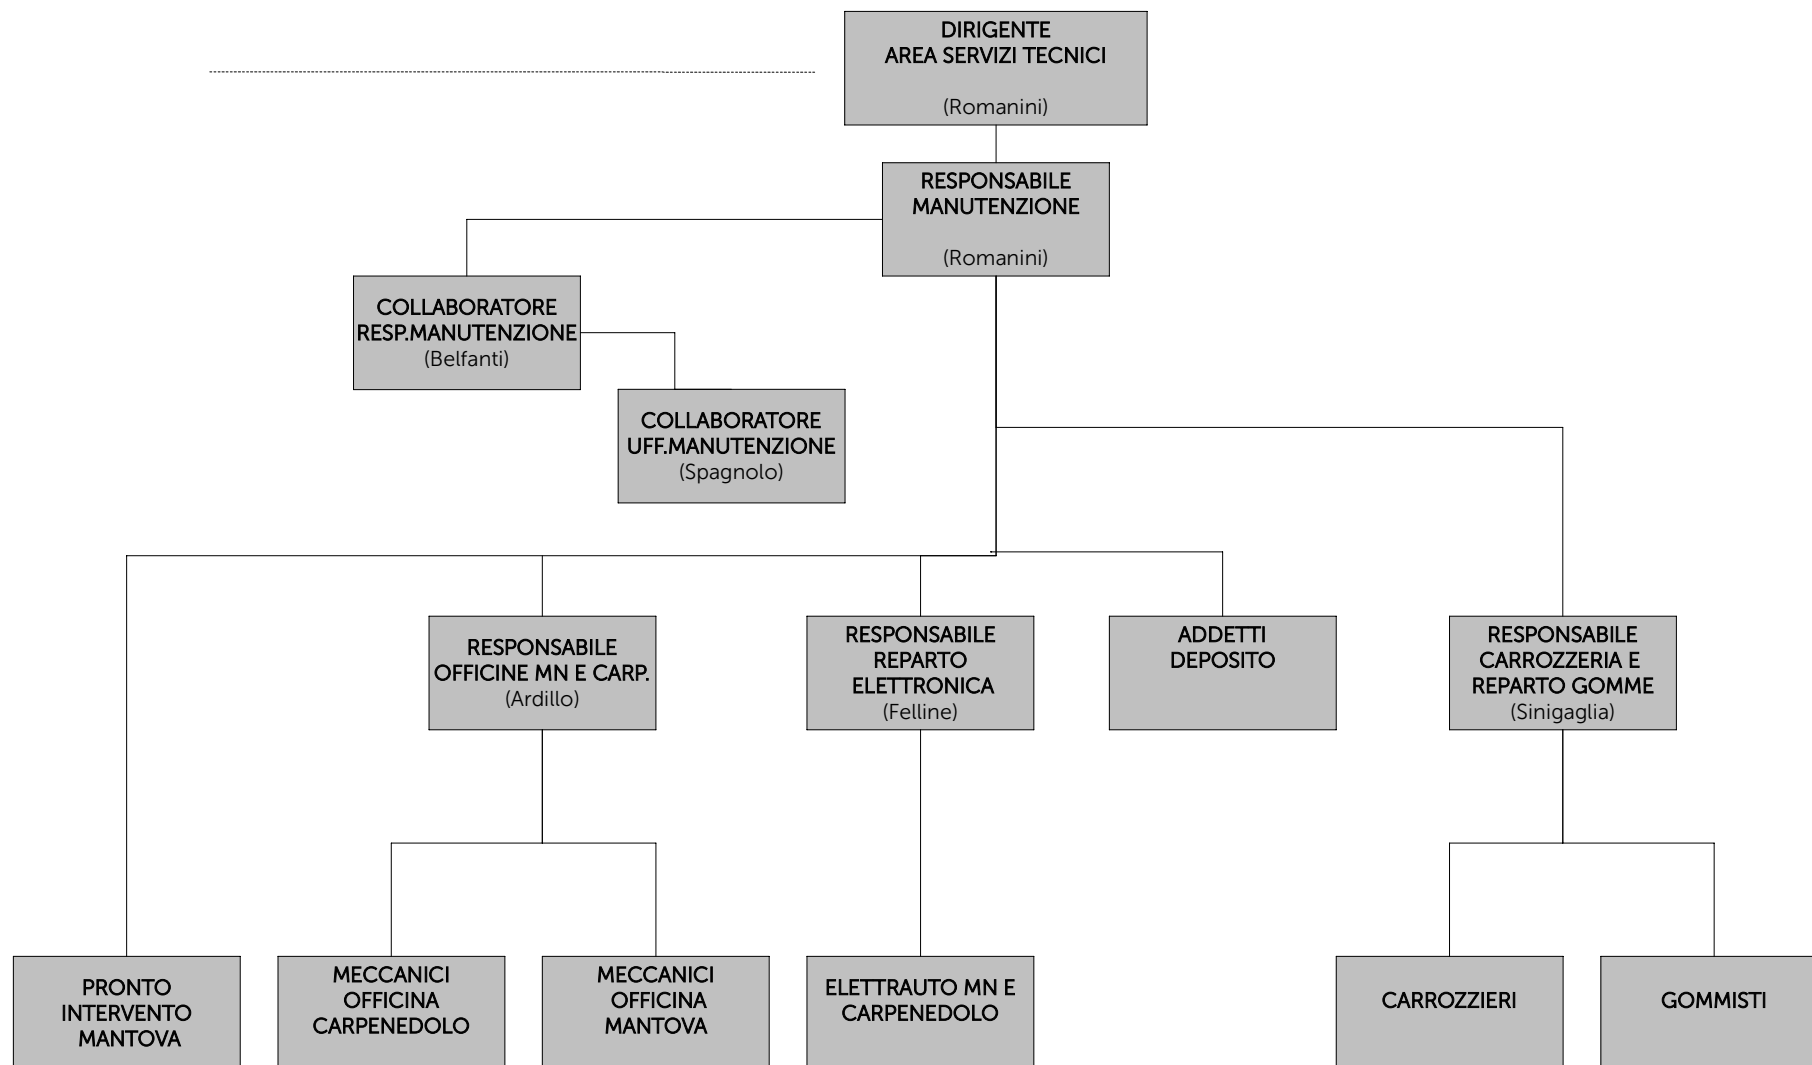 DIRIGENTE
AREA SERVIZI TECNICI
(Romanini)
RESPONSABILE
MANUTENZIONE
(Romanini)
COLLABORATORE
RESP.MANUTENZIONE
(Belfanti)
COLLABORATORE
UFF.MANUTENZIONE
(Spagnolo)
RESPONSABILE
OFFICINE MN E CARP.
(Ardillo)
RESPONSABILE
REPARTO
ELETTRONICA
(Felline)
ADDETTI
DEPOSITO
RESPONSABILE
CARROZZERIA E
REPARTO GOMME
(Sinigaglia)
PRONTO
INTERVENTO
MANTOVA
MECCANICI
OFFICINA
CARPENEDOLO
MECCANICI
OFFICINA
MANTOVA
ELETTRAUTO MN E
CARPENEDOLO
CARROZZIERI
GOMMISTI